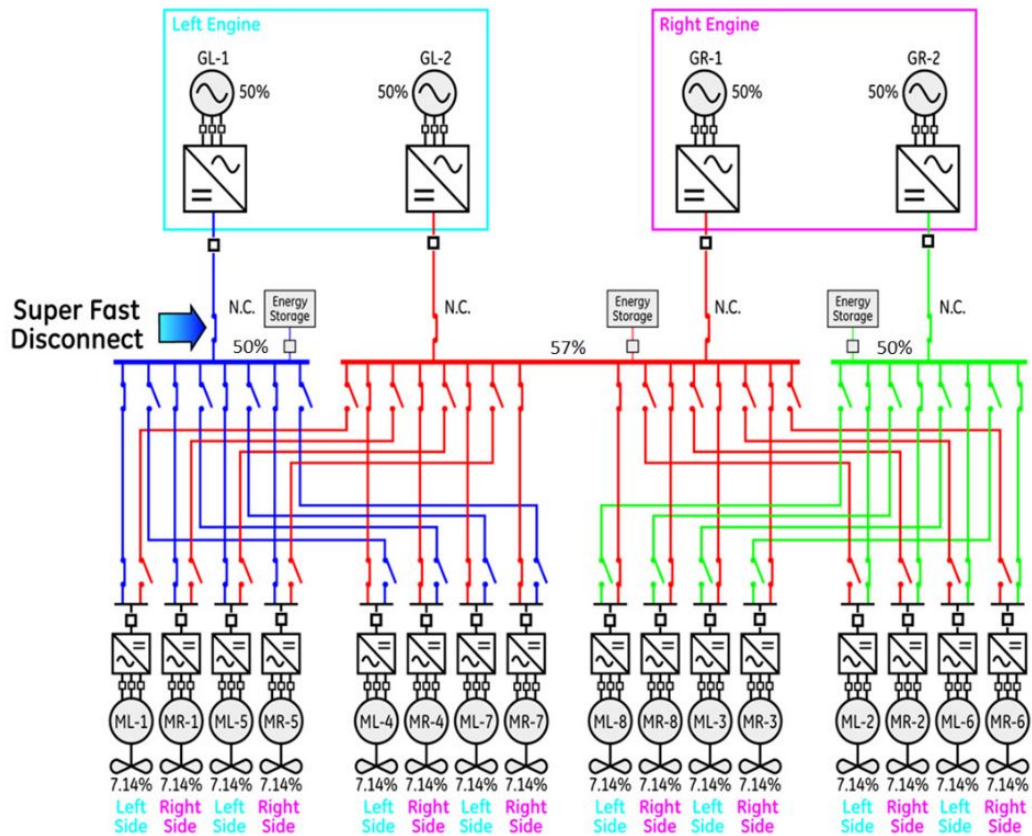 Left Engine
Right Engine
GL-1
GL-2
GR-1
GR-2
50%
50%
50%
50%
Super Fast
Disconnect
N.C.
Energy
Storage
N.C.
Energy
Storage
N.C.
Energy
Storage
N.C.
50%
57%
50%
ML-1 MR-1 ML-5 MR-5 ML-4 MR-4 ML-7 MR-7 ML-8 MR-8 ML-3 MR-3 ML-2 MR-2 ML-6 MR-6
7.14% 7.14% 7.14% 7.14% 7.14% 7.14% 7.14% 7.14% 7.14% 7.14% 7.14% 7.14% 7.14% 7.14% 7.14% 7.14%
Left Right Left Right Left Right Left Right Left Right Left Right Left Right Left Right
Side Side Side Side Side Side Side Side Side Side Side Side Side Side Side Side